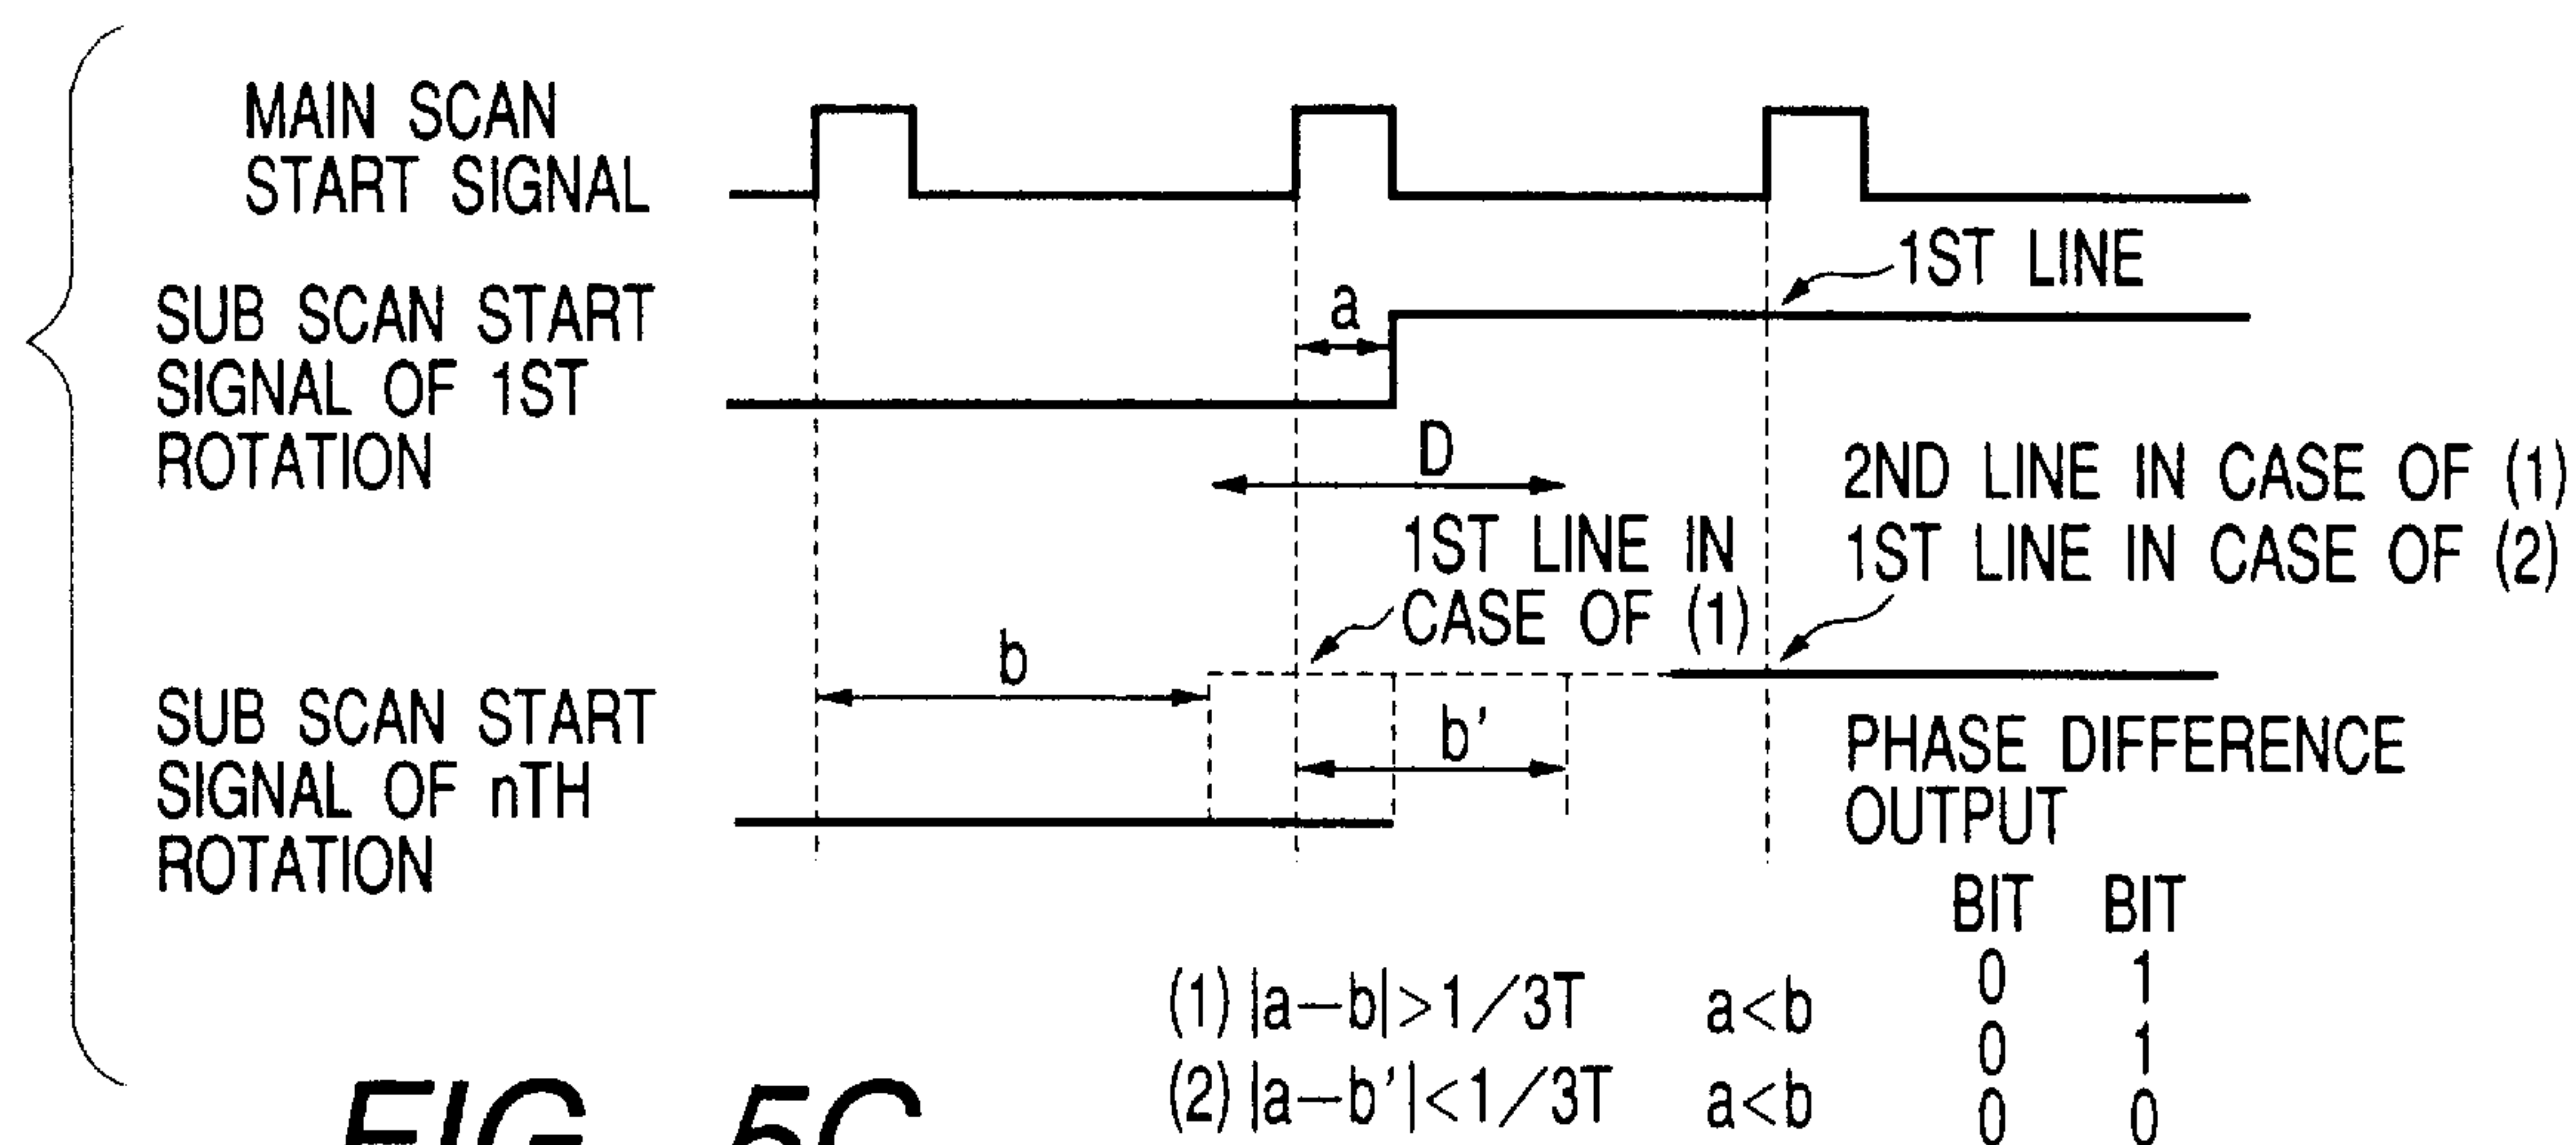 MAIN SCAN
START SIGNAL
1ST LINE
SUB SCAN START
SIGNAL OF 1ST
ROTATION
a
D
2ND LINE IN CASE OF (1)
1ST LINE IN CASE OF (2)
1ST LINE IN
CASE OF (1)
b
b'
SUB SCAN START
SIGNAL OF nTH
ROTATION
PHASE DIFFERENCE
OUTPUT
BIT BIT
0 1
(1) |a−b|>1/3T a<b
0 1
(2) |a−b'|<1/3T a<b
0 0
FIG. 5C